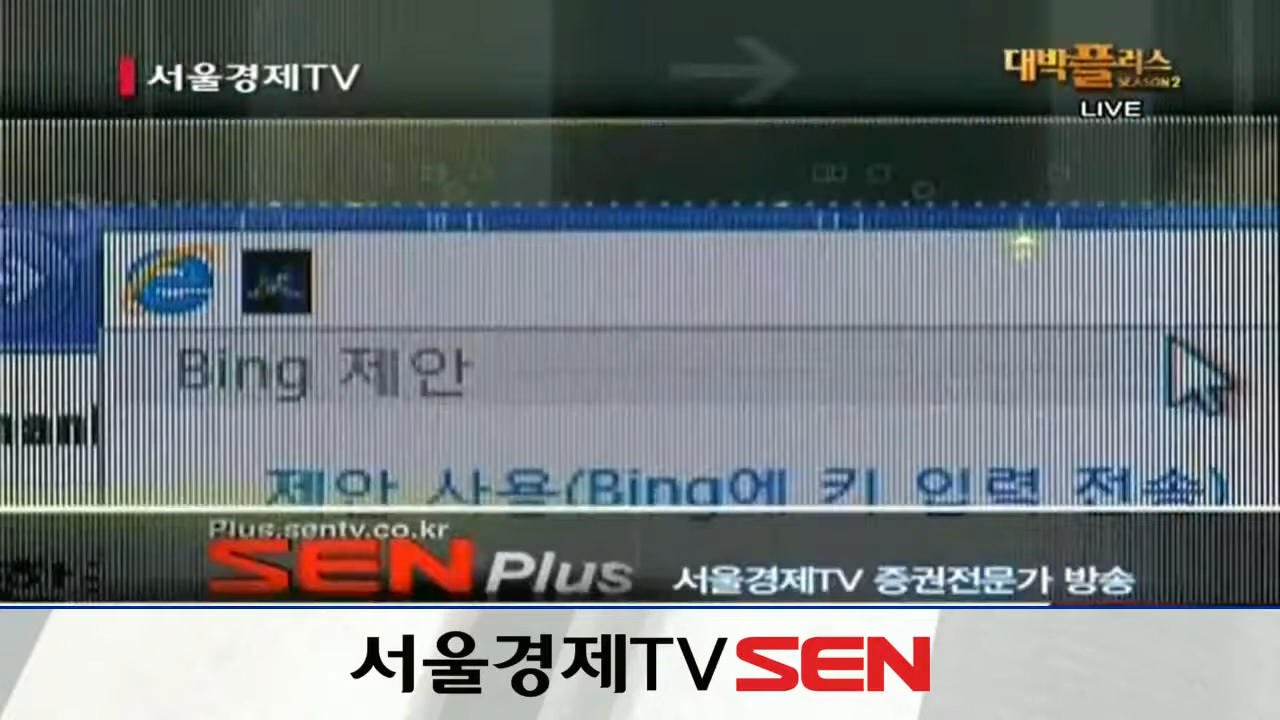 서울경제TV
대박플러스
SEASON2
LIVE
Bing 제안
제안 사용(Bing에 키 입력 전송)
Plus.sentv.co.kr
SEN Plus
서울경제TV 증권전문가 방송
서울경제TV SEN